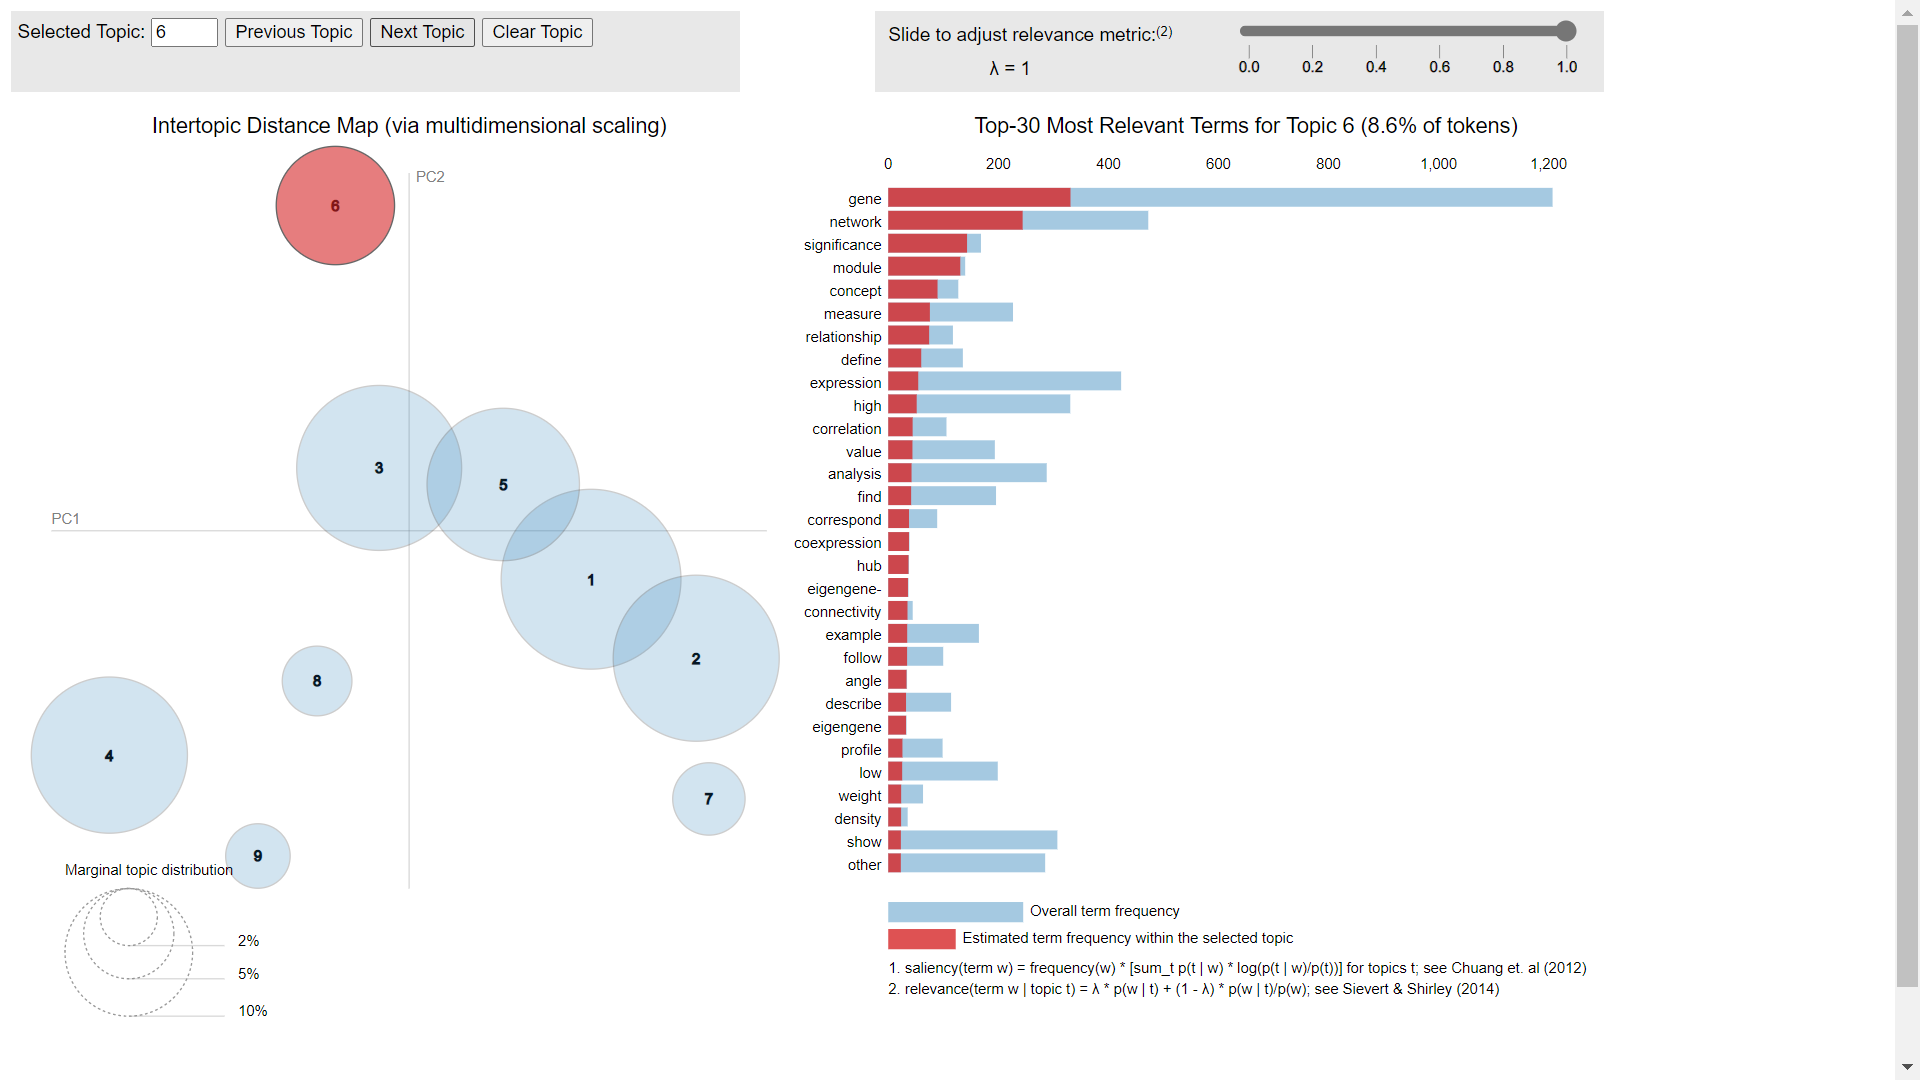 Selected Topic: 6 Previous Topic Next Topic Clear Topic
Slide to adjust relevance metric:(2)
λ = 1
0.0 0.2 0.4 0.6 0.8 1.0
Intertopic Distance Map (via multidimensional scaling)
PC2
6
3
5
PC1
1
2
8
4
7
9
Marginal topic distribution
2%
5%
10%
Top-30 Most Relevant Terms for Topic 6 (8.6% of tokens)
0 200 400 600 800 1,000 1,200
gene
network
significance
module
concept
measure
relationship
define
expression
high
correlation
value
analysis
find
correspond
coexpression
hub
eigengene-
connectivity
example
follow
angle
describe
eigengene
profile
low
weight
density
show
other
Overall term frequency
Estimated term frequency within the selected topic
1. saliency(term w) = frequency(w) * [sum_t p(t | w) * log(p(t | w)/p(t))] for topics t; see Chuang et. al (2012)
2. relevance(term w | topic t) = λ * p(w | t) + (1 - λ) * p(w | t)/p(w); see Sievert & Shirley (2014)